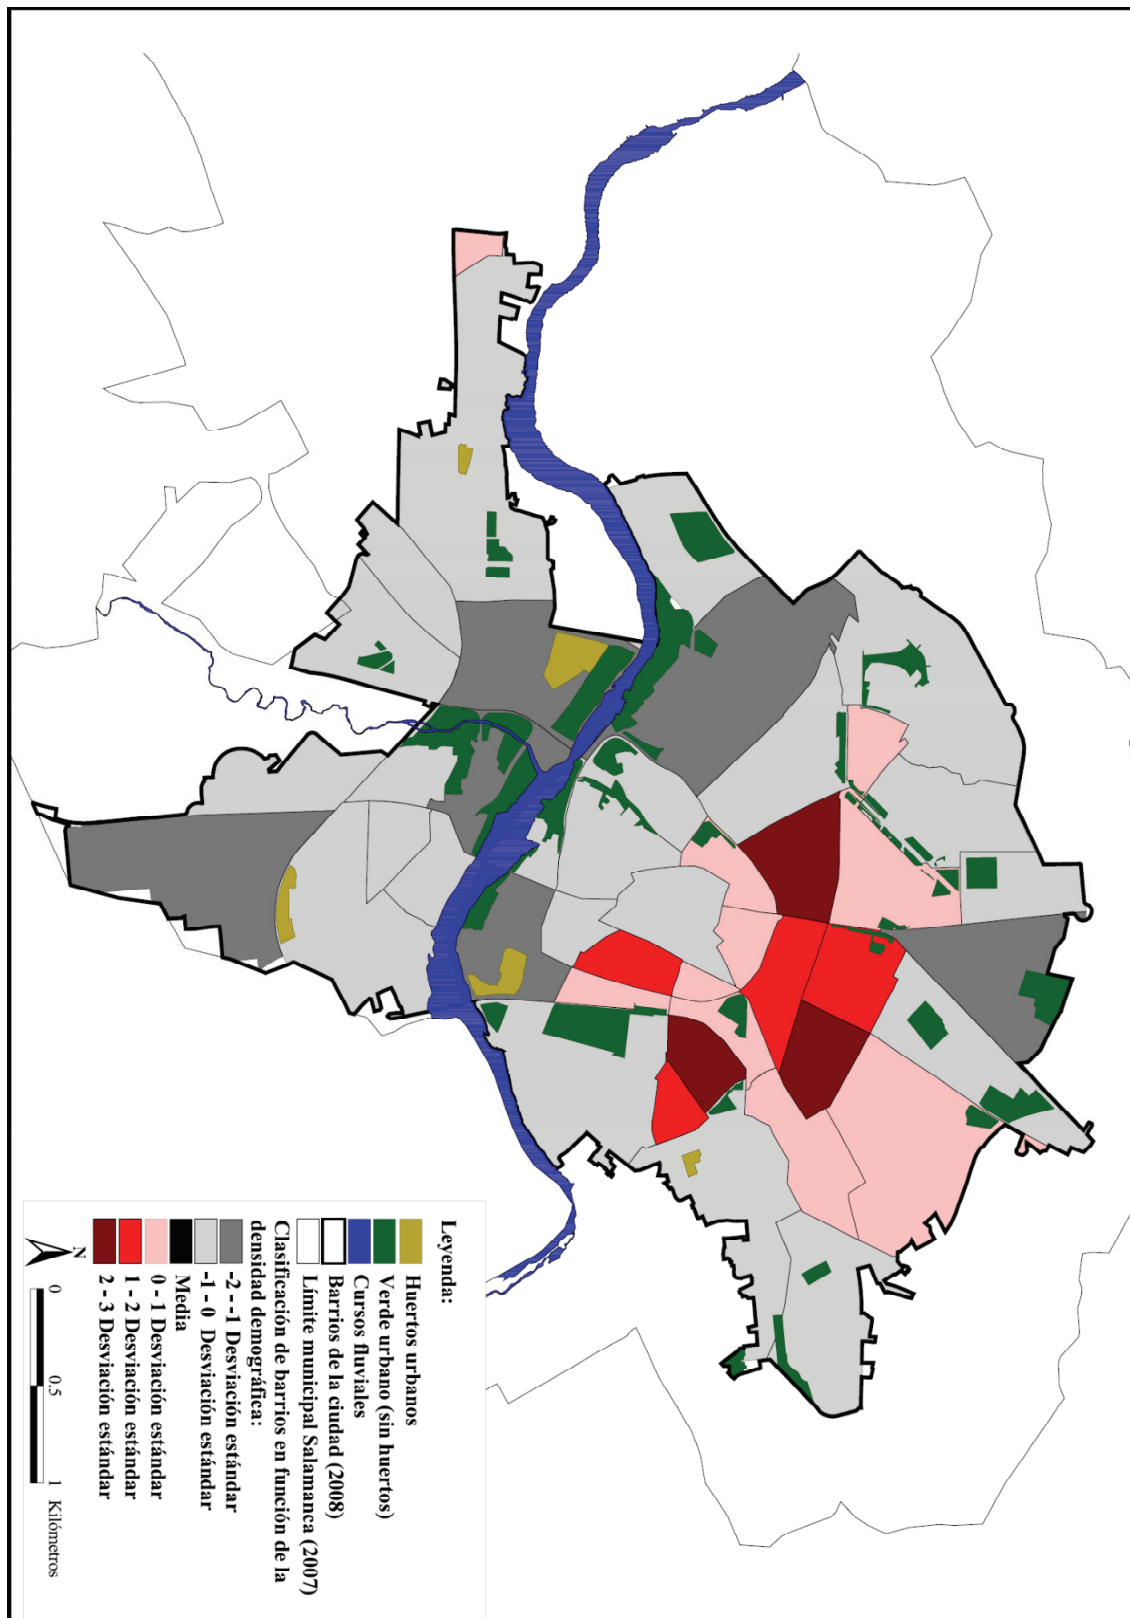 Leyenda:
Huertos urbanos
Verde urbano (sin huertos)
Cursos fluviales
Barrios de la ciudad (2008)
Límite municipal Salamanca (2007)
Clasificación de barrios en función de la
densidad demográfica:
-2 - -1 Desviación estándar
-1 - 0 Desviación estándar
Media
0 - 1 Desviación estándar
1 - 2 Desviación estándar
2 - 3 Desviación estándar
N
0 0.5 1 Kilómetros